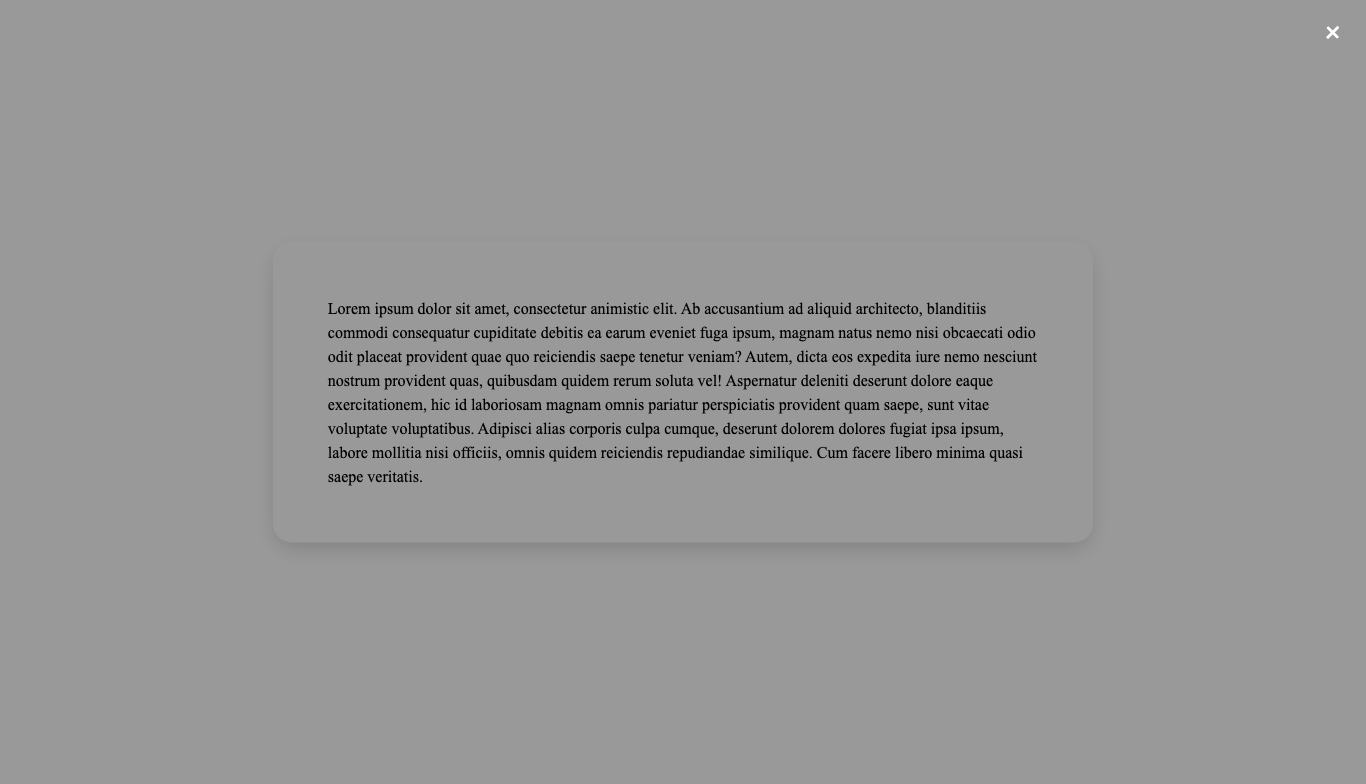 Lorem ipsum dolor sit amet, consectetur animistic elit. Ab accusantium ad aliquid architecto, blanditiis
commodi consequatur cupiditate debitis ea earum eveniet fuga ipsum, magnam natus nemo nisi obcaecati odio
odit placeat provident quae quo reiciendis saepe tenetur veniam? Autem, dicta eos expedita iure nemo nesciunt
nostrum provident quas, quibusdam quidem rerum soluta vel! Aspernatur deleniti deserunt dolore eaque
exercitationem, hic id laboriosam magnam omnis pariatur perspiciatis provident quam saepe, sunt vitae
voluptate voluptatibus. Adipisci alias corporis culpa cumque, deserunt dolorem dolores fugiat ipsa ipsum,
labore mollitia nisi officiis, omnis quidem reiciendis repudiandae similique. Cum facere libero minima quasi
saepe veritatis.